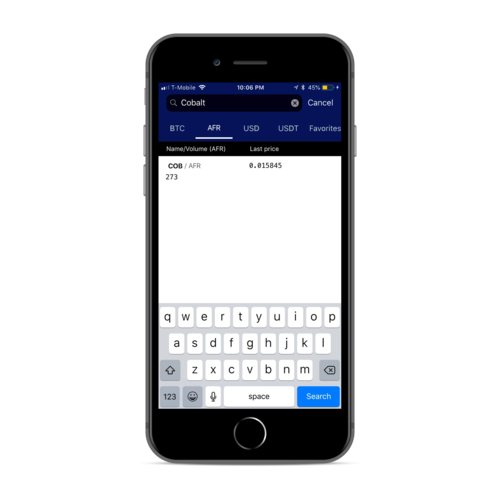 T-Mobile 10:06 PM 45%
Cobalt Cancel
BTC AFR USD USDT Favorites
Name/Volume (AFR) Last price
COB / AFR 0.015845
273
q w e r t y u i o p
a s d f g h j k l
z x c v b n m
123 space Search